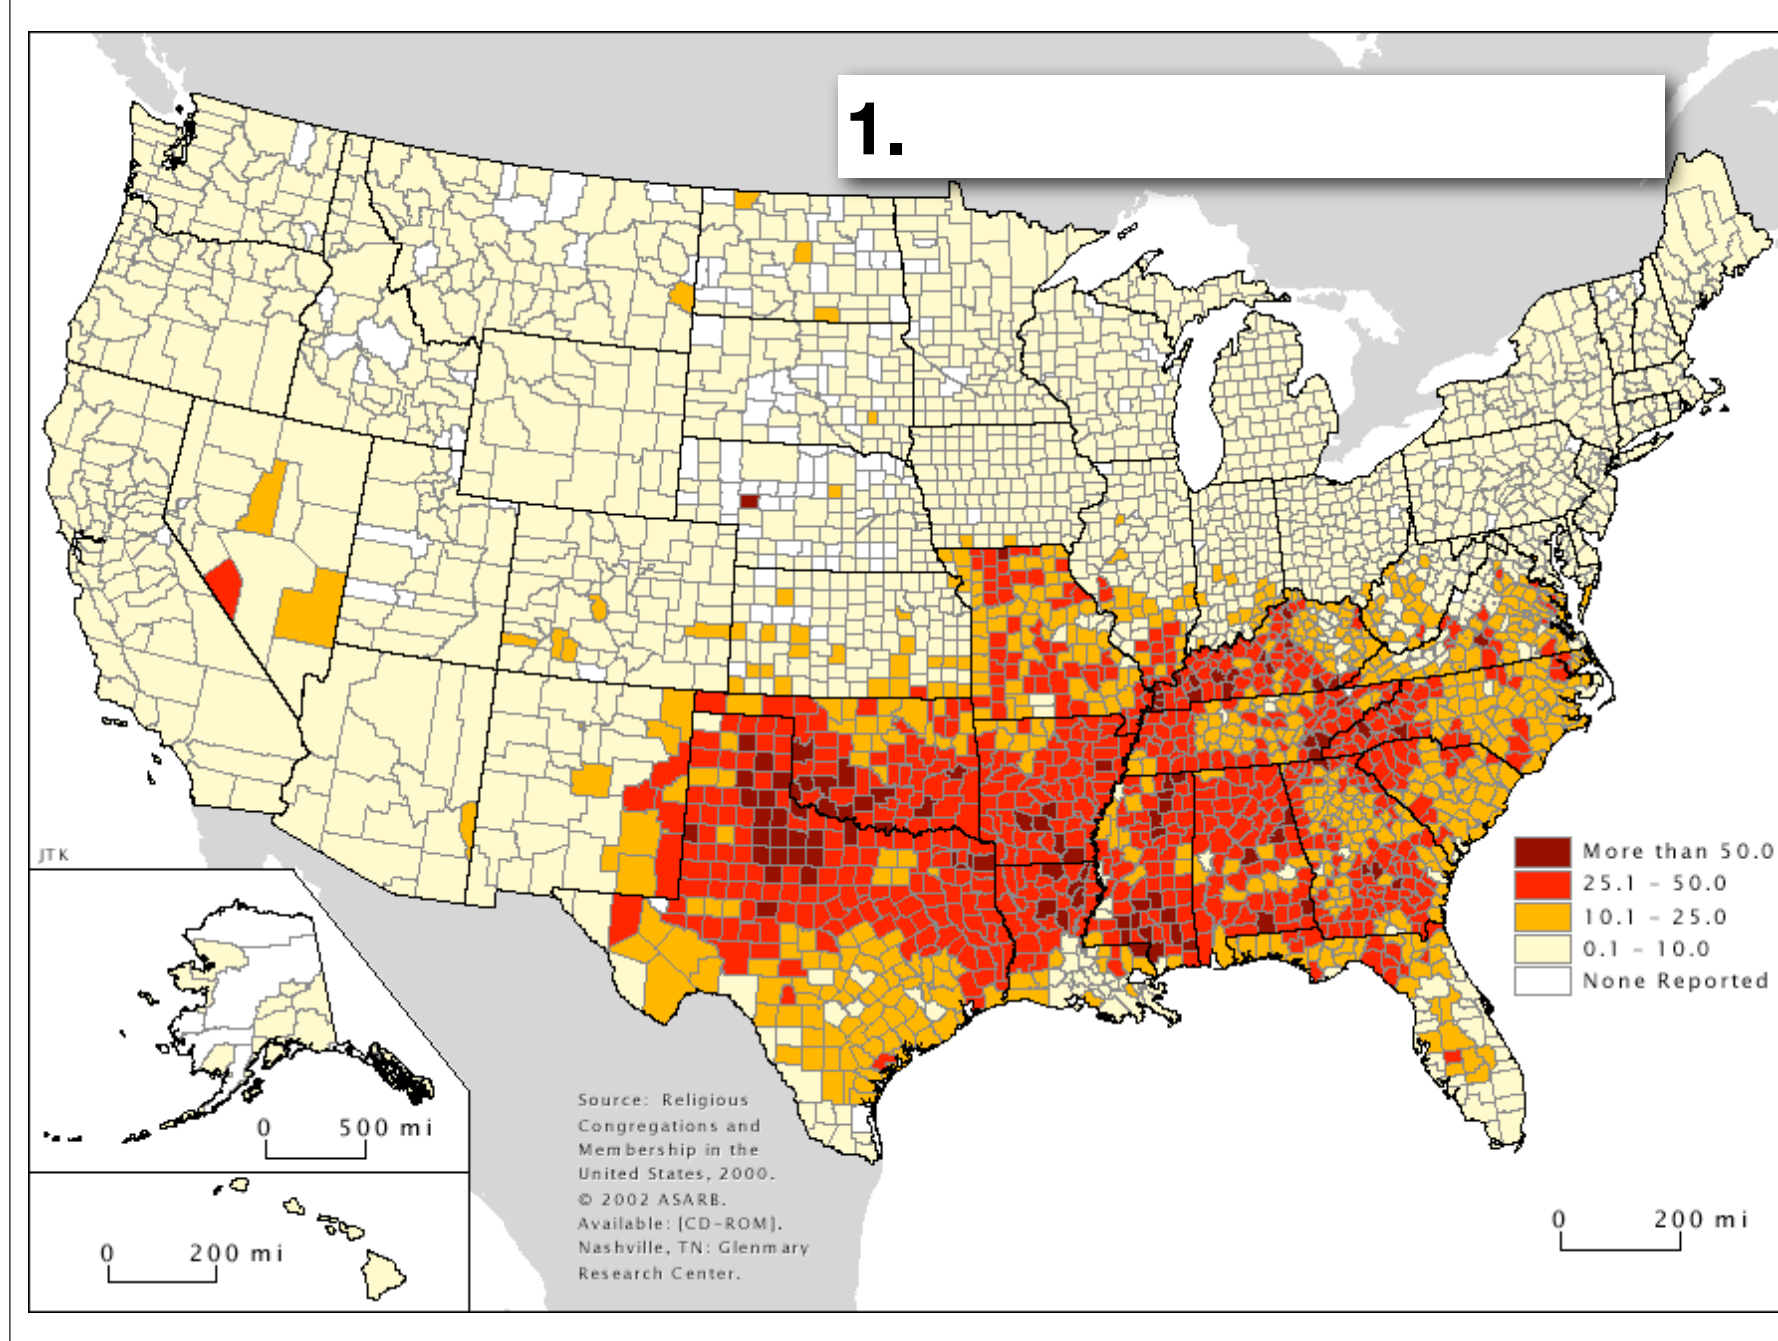 1.
JTK
More than 50.0
25.1 – 50.0
10.1 – 25.0
0.1 – 10.0
None Reported
0 500 mi
0 200 mi
Source: Religious
Congregations and
Membership in the
United States, 2000.
© 2002 ASARB.
Available: [CD-ROM].
Nashville, TN: Glenmary
Research Center.
0 200 mi